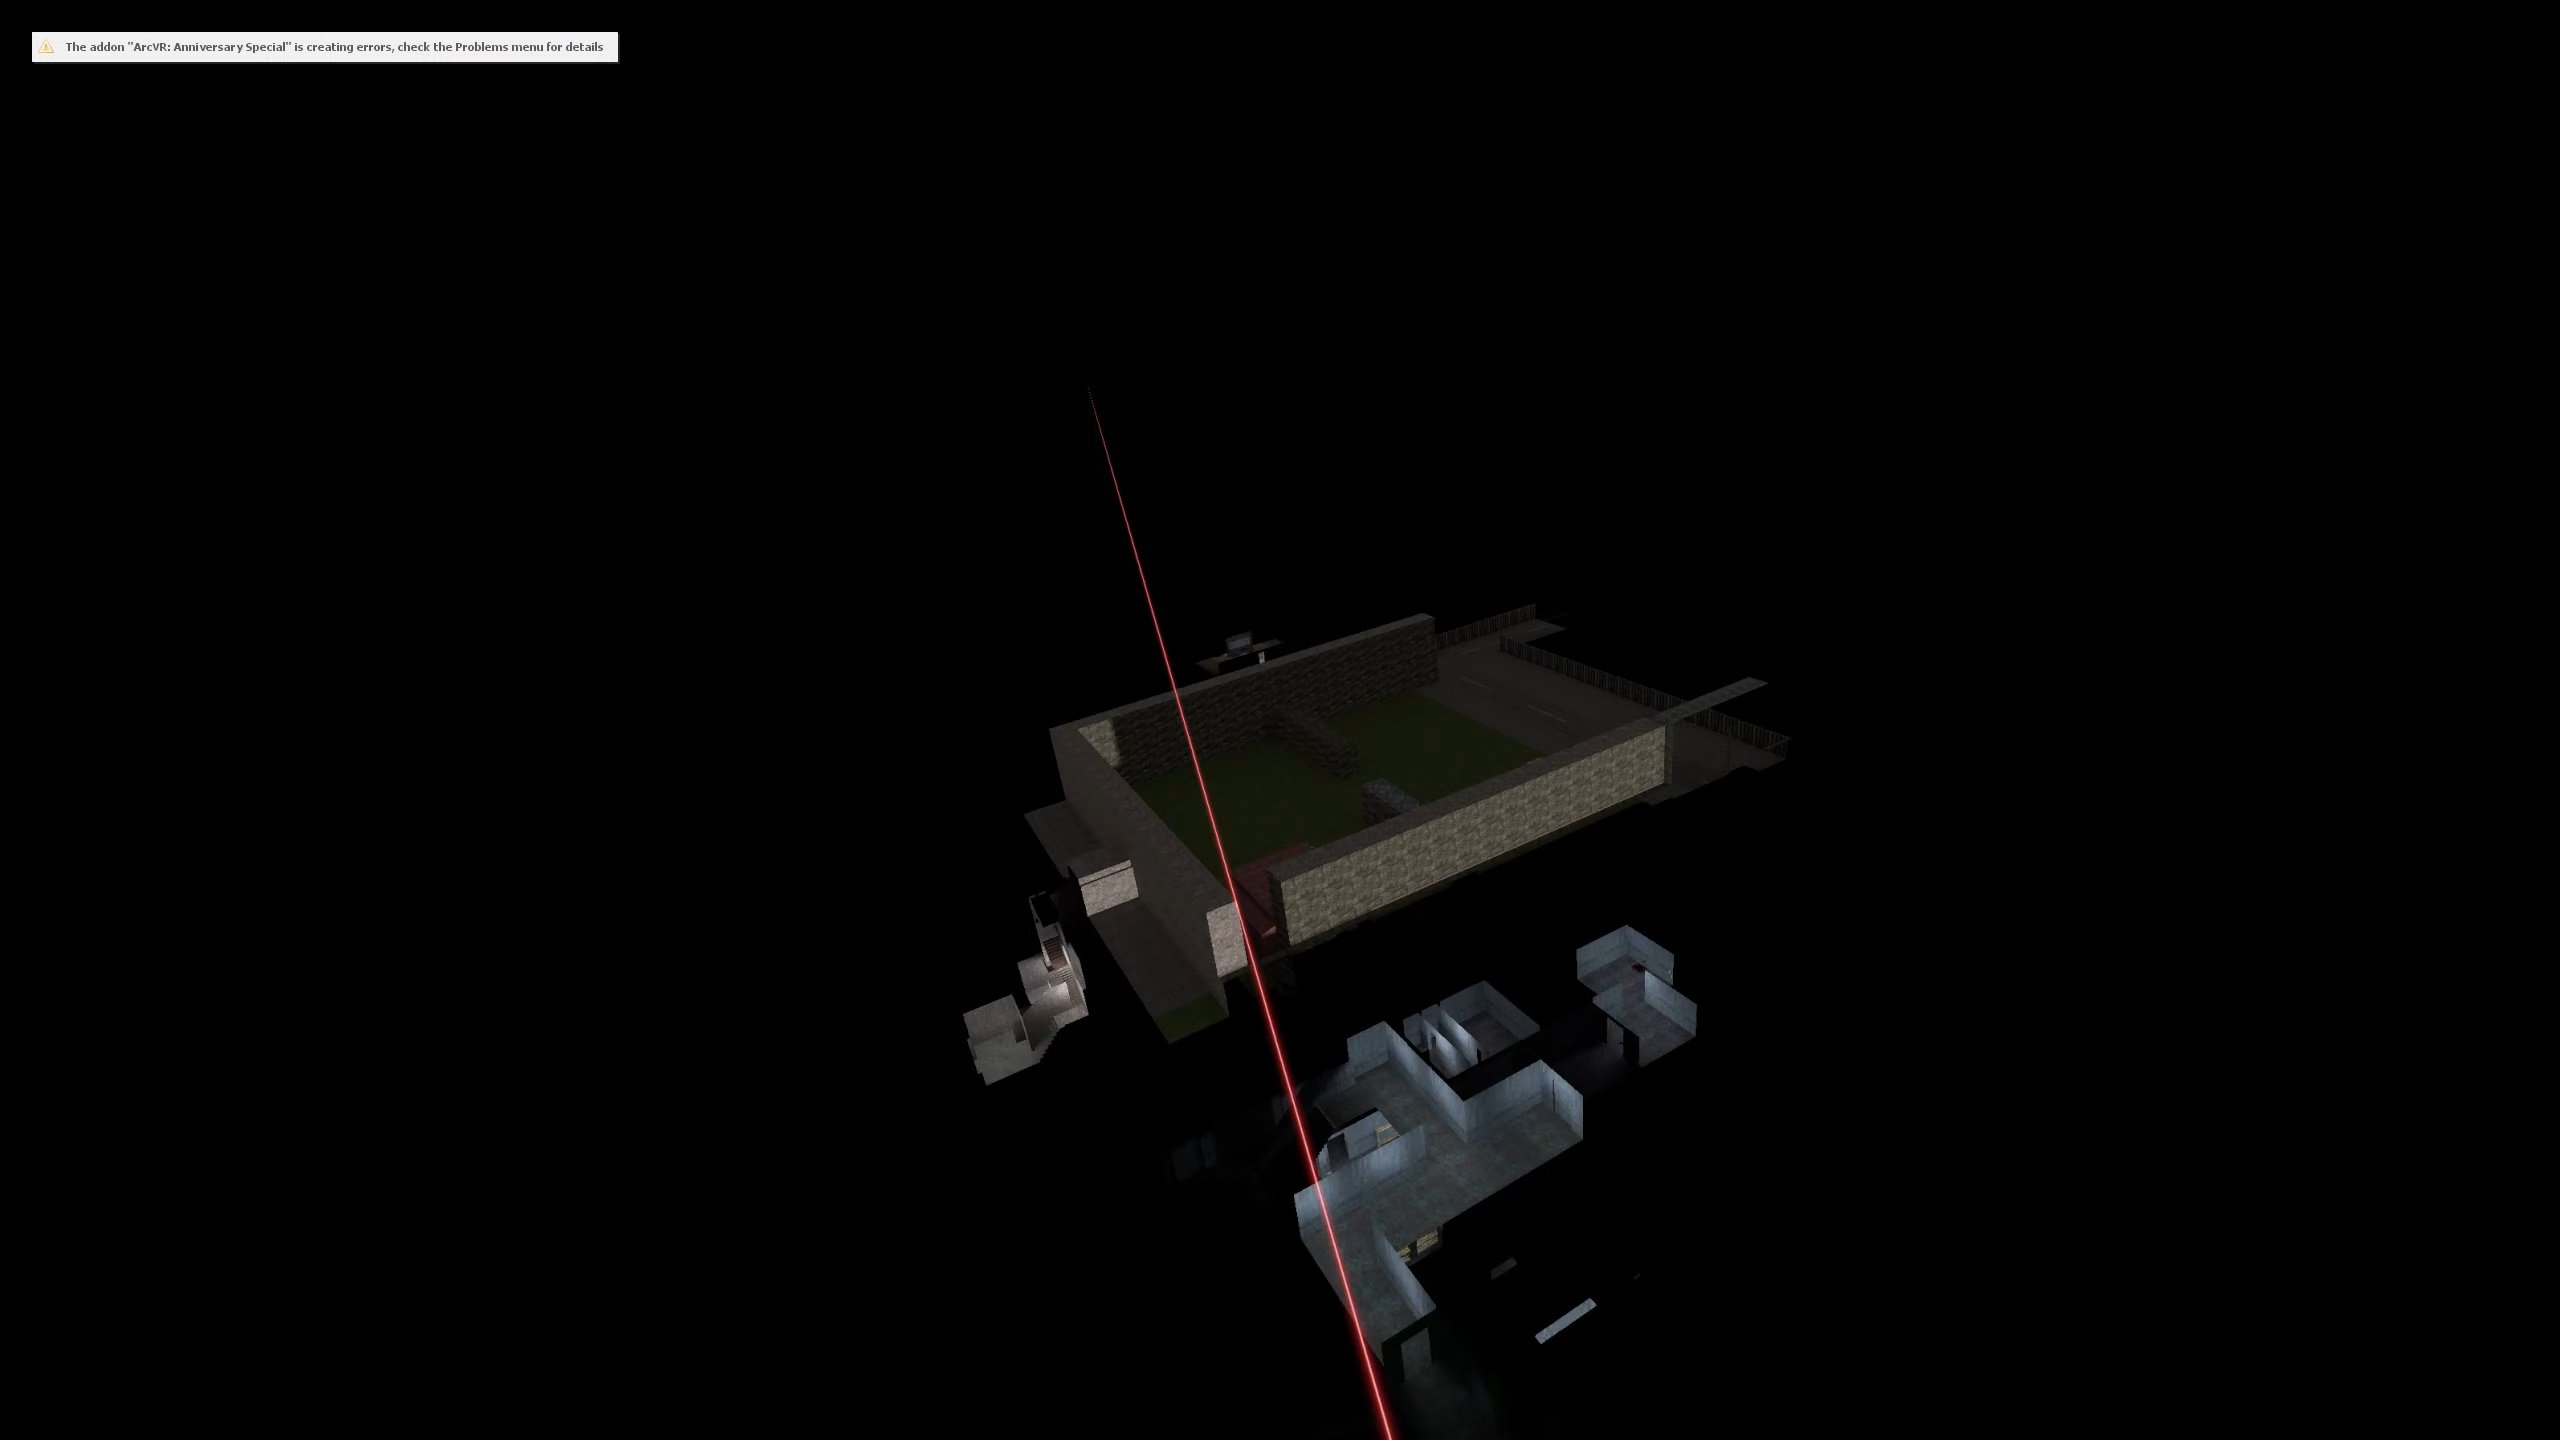 The addon "ArcVR: Anniversary Special" is creating errors, check the Problems menu for details